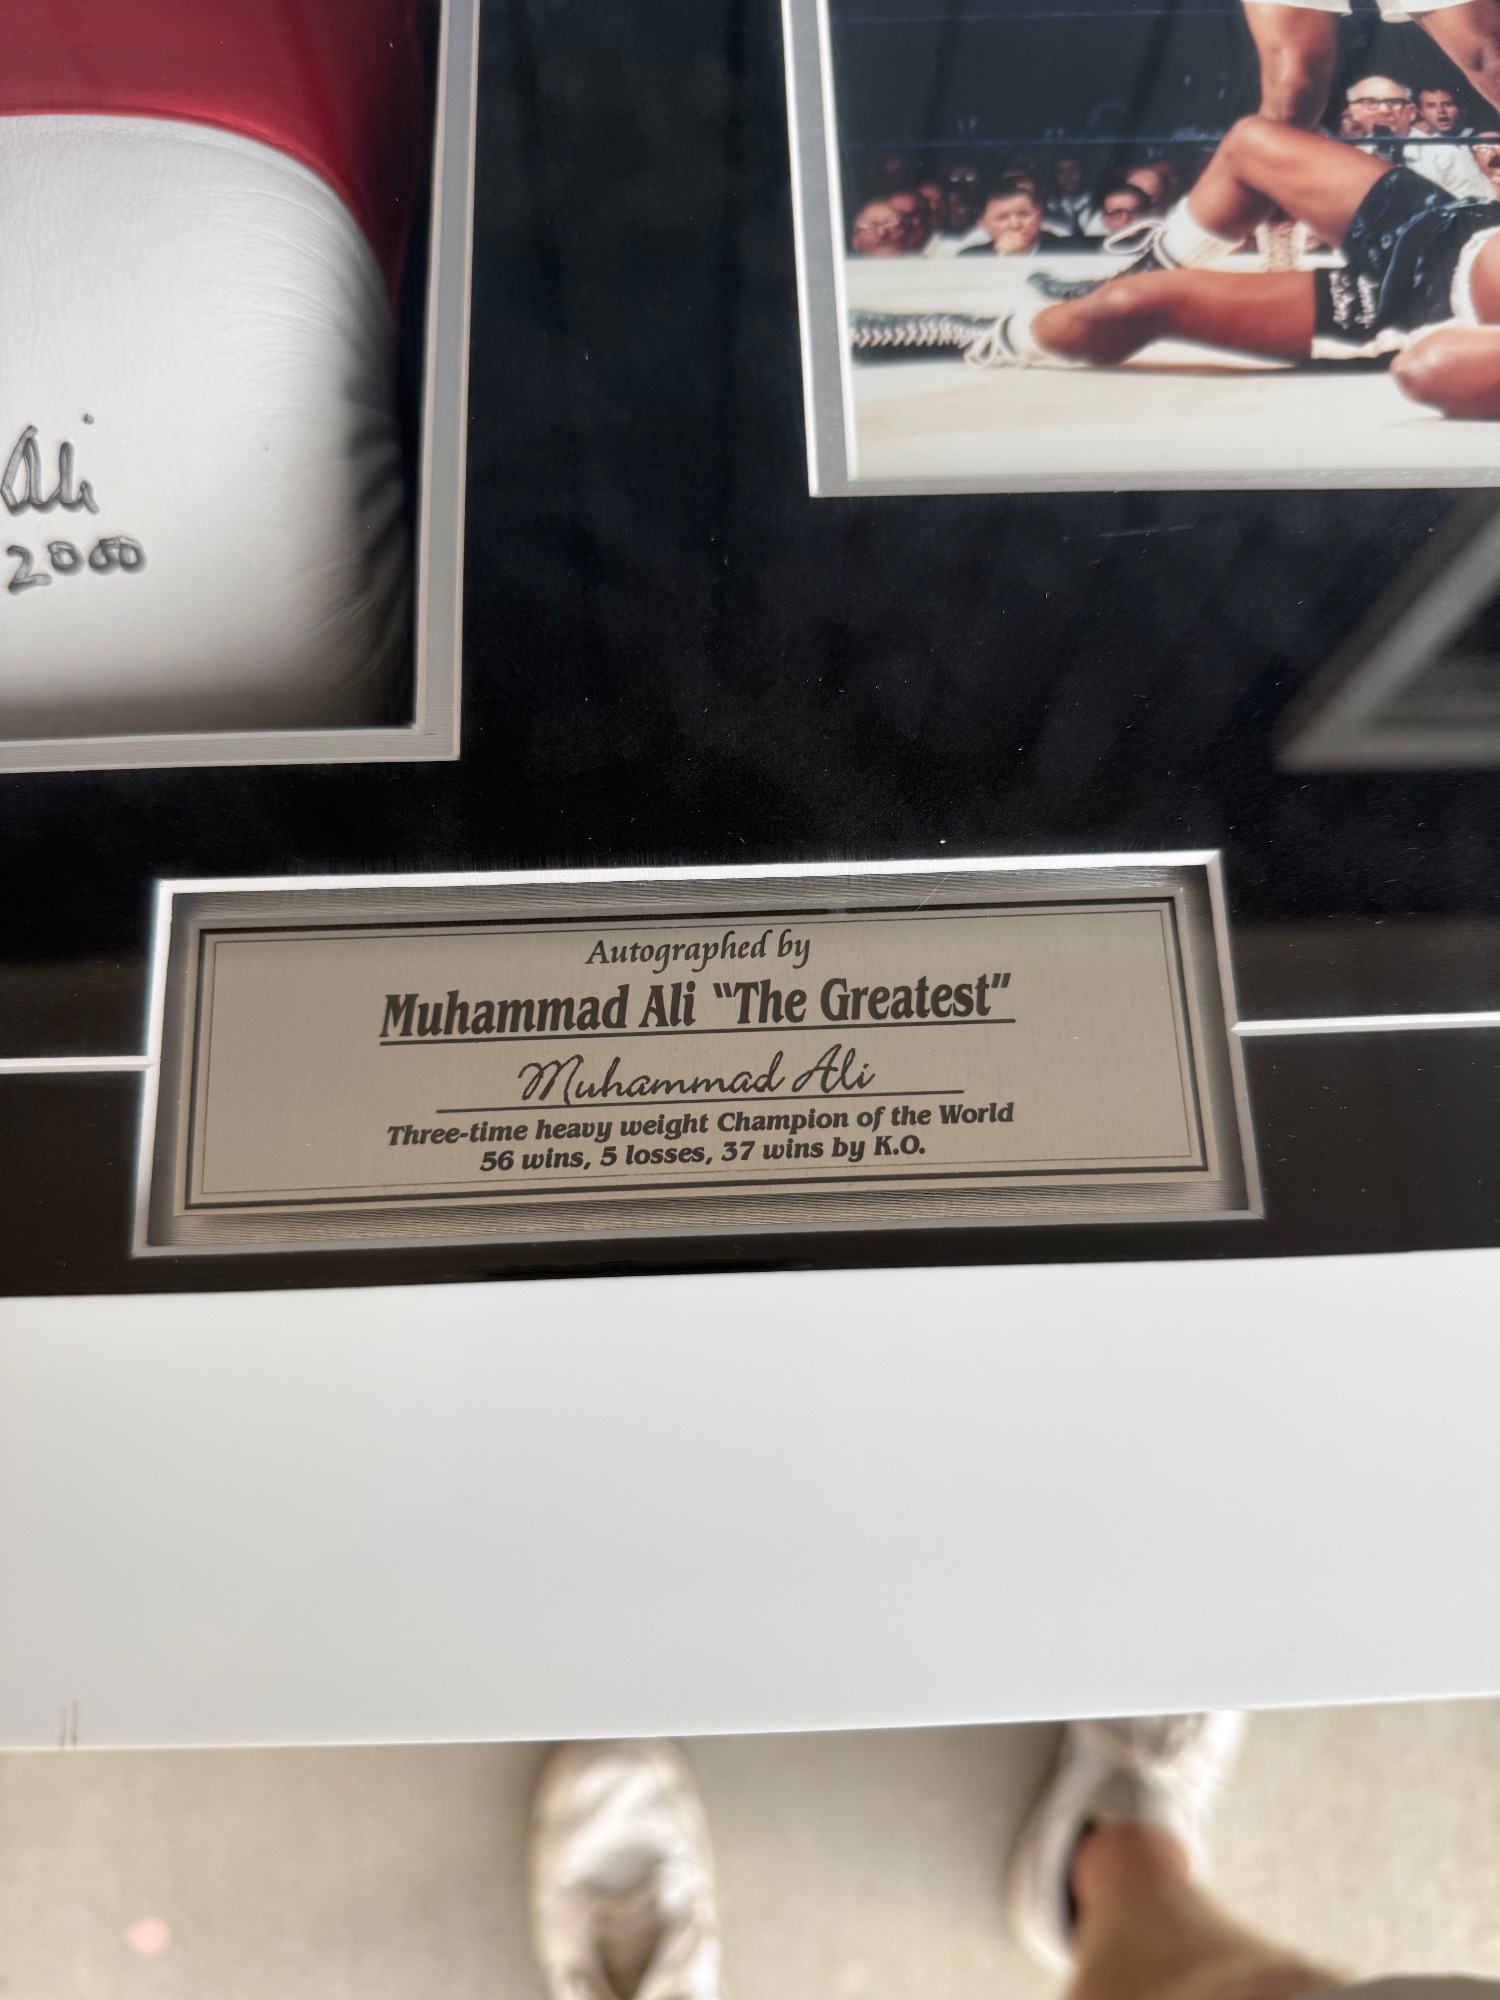 Ali
2000
Autographed by
Muhammad Ali "The Greatest"
Muhammad Ali
Three-time heavy weight Champion of the World
56 wins, 5 losses, 37 wins by K.O.